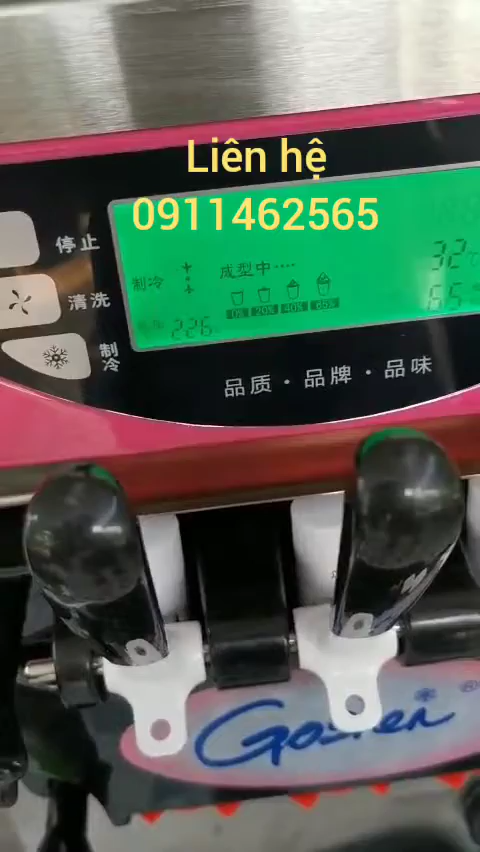 Liên hệ
0911462565
停止
清洗
制冷
制冷
成型中····
32℃
0% 20% 40% 65%
65
226
品质·品牌·品味
Goshen
®